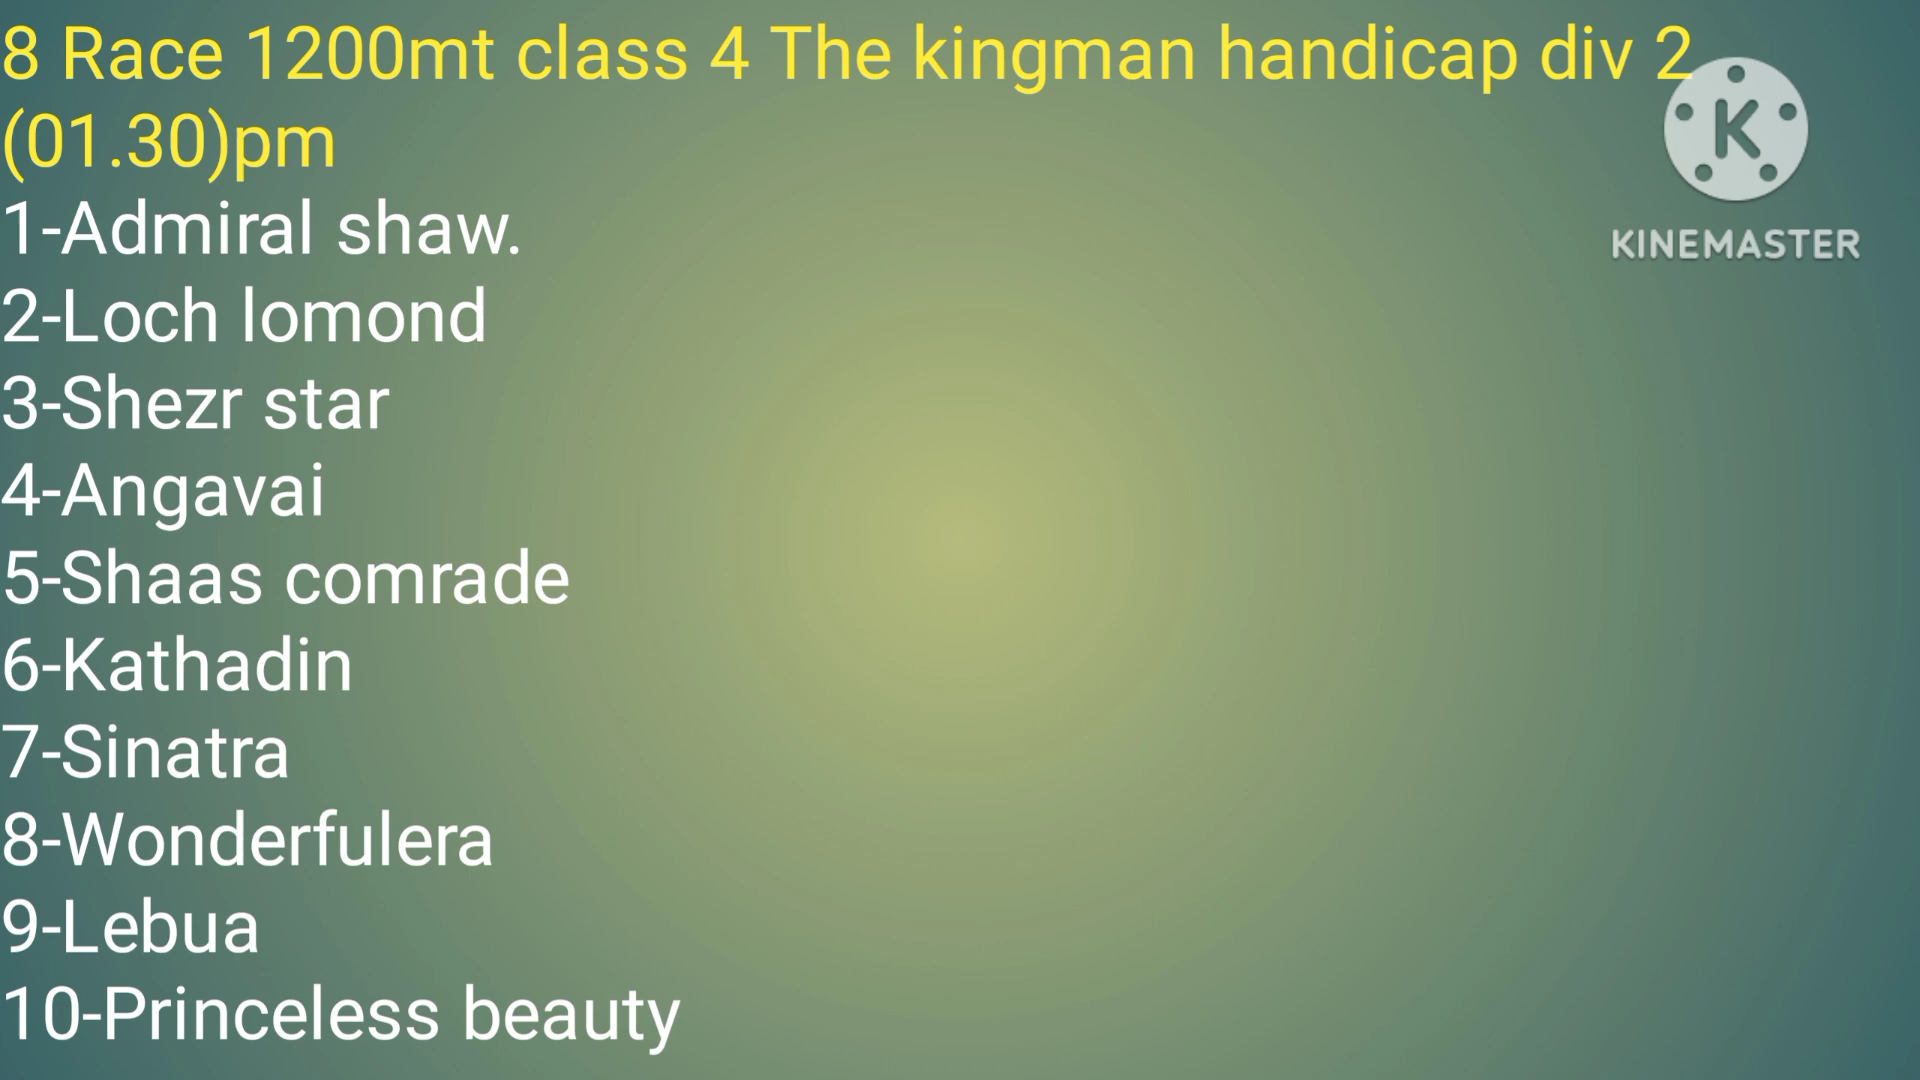 8 Race 1200mt class 4 The kingman handicap div 2
(01.30)pm
1-Admiral shaw.
2-Loch lomond
3-Shezr star
4-Angavai
5-Shaas comrade
6-Kathadin
7-Sinatra
8-Wonderfulera
9-Lebua
10-Princeless beauty
K
KINEMASTER